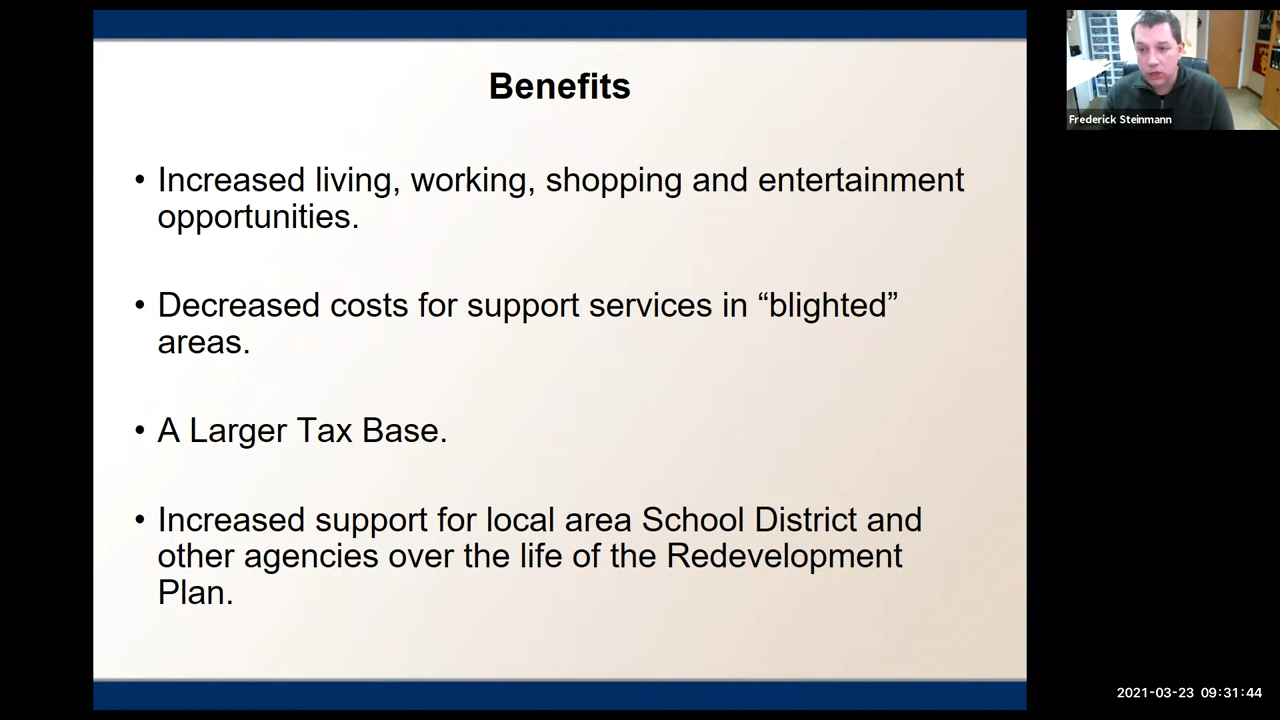 Benefits
• Increased living, working, shopping and entertainment
opportunities.
• Decreased costs for support services in “blighted”
areas.
• A Larger Tax Base.
• Increased support for local area School District and
other agencies over the life of the Redevelopment
Plan.
Frederick Steinmann
2021-03-23 09:31:44